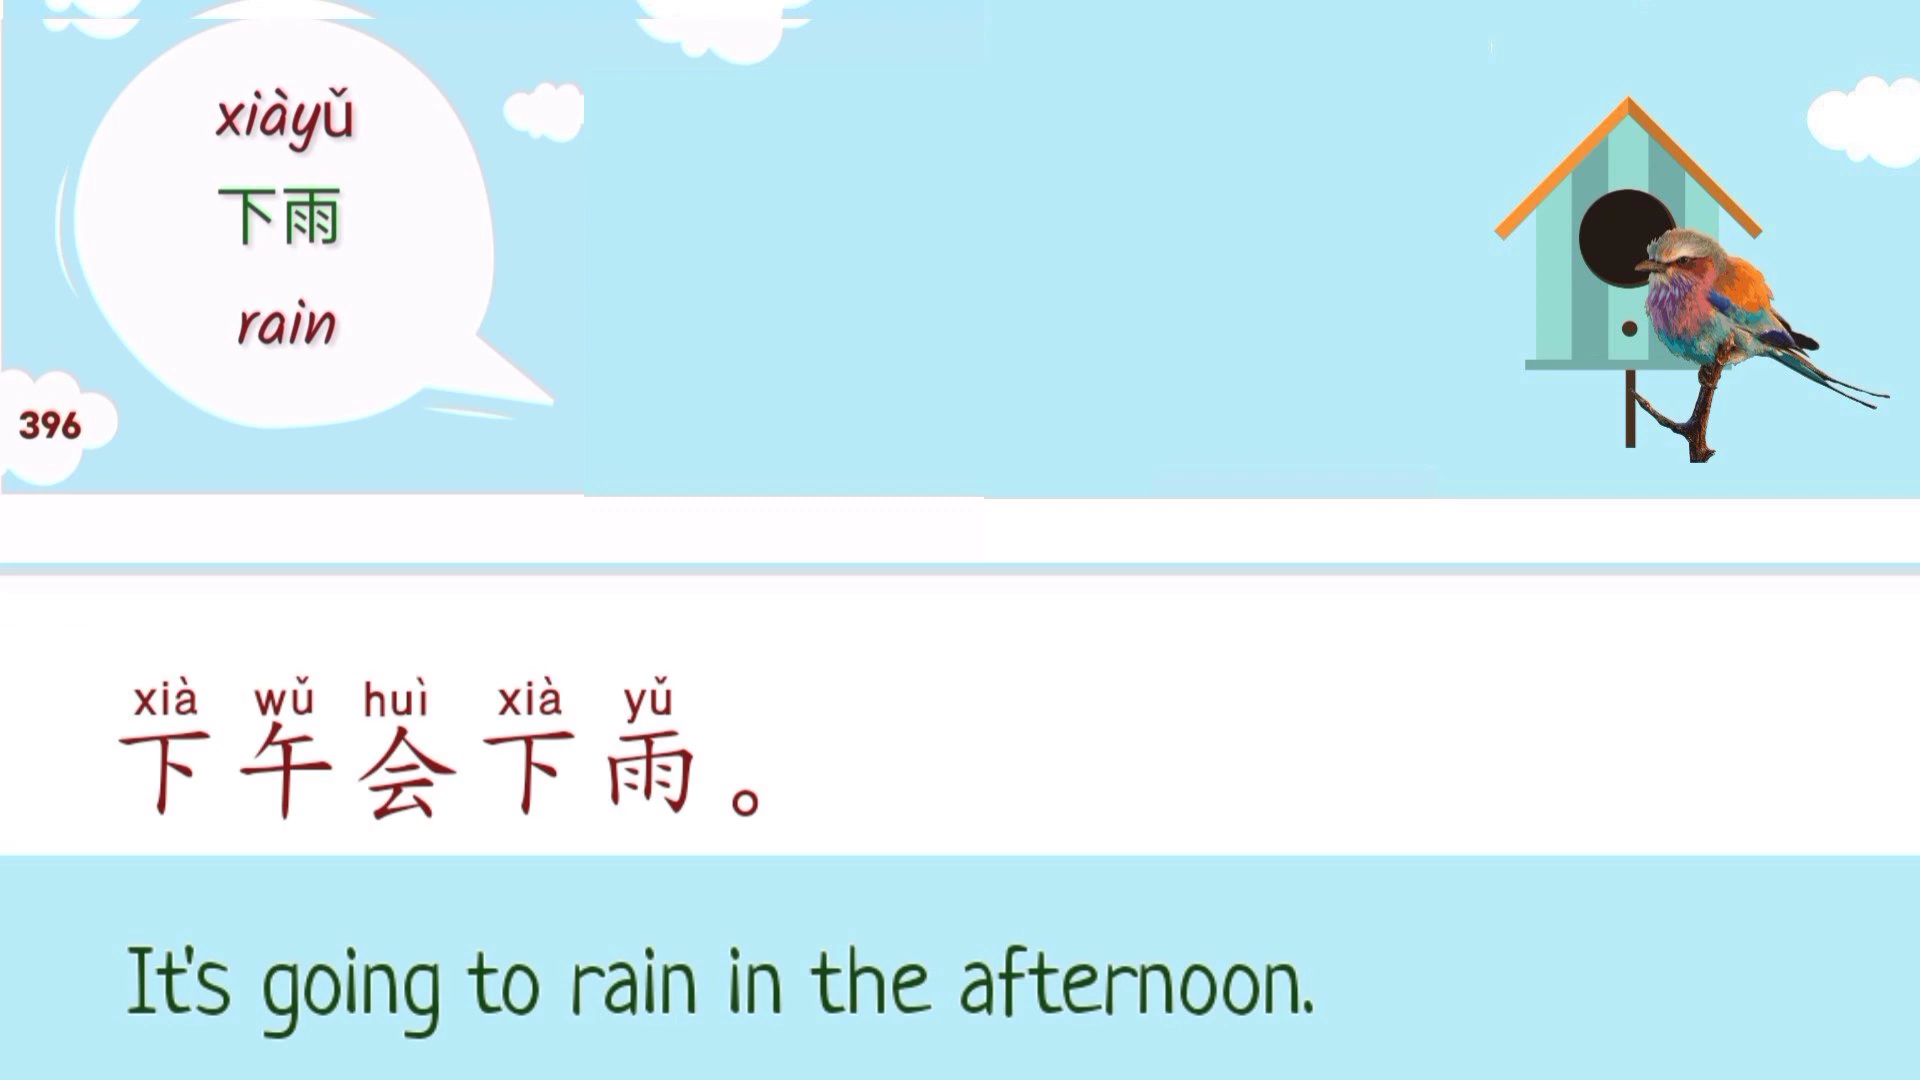 xiàyǔ
下雨
rain
396
xià wǔ huì xià yǔ
下午会下雨。
It's going to rain in the afternoon.